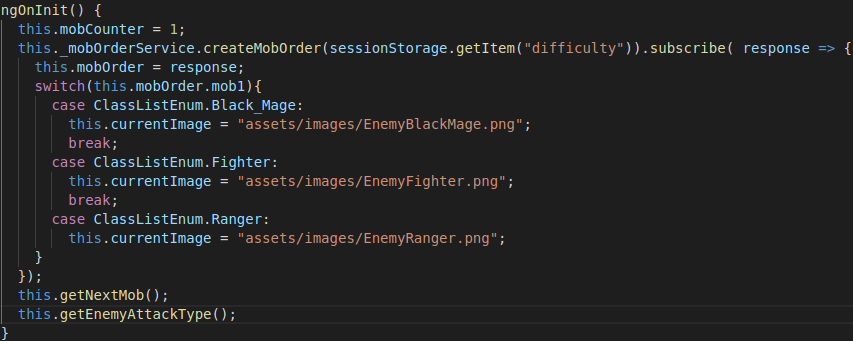 ngOnInit() {
  this.mobCounter = 1;
  this._mobOrderService.createMobOrder(sessionStorage.getItem("difficulty")).subscribe( response => {
    this.mobOrder = response;
    switch(this.mobOrder.mob1){
      case ClassListEnum.Black_Mage:
        this.currentImage = "assets/images/EnemyBlackMage.png";
        break;
      case ClassListEnum.Fighter:
        this.currentImage = "assets/images/EnemyFighter.png";
        break;
      case ClassListEnum.Ranger:
        this.currentImage = "assets/images/EnemyRanger.png";
    }
  });
  this.getNextMob();
  this.getEnemyAttackType();
}